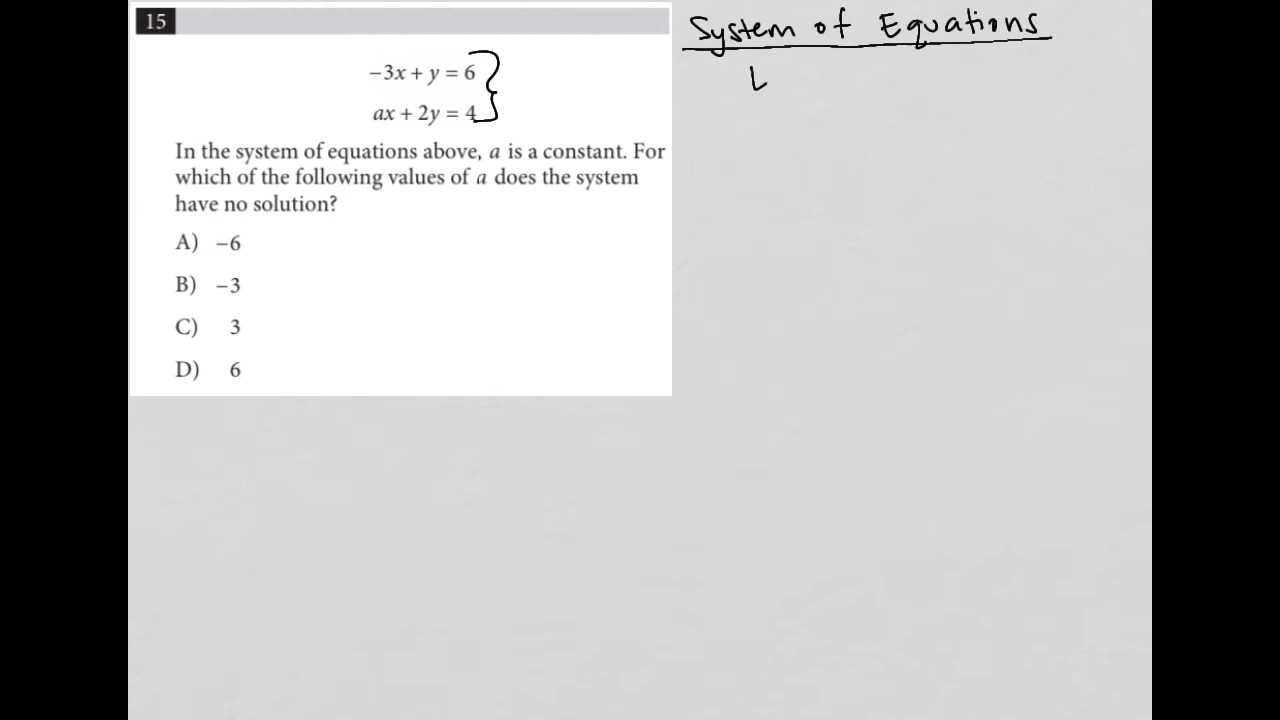 15
System of Equations
−3x + y = 6
ax + 2y = 4
L
In the system of equations above, a is a constant. For
which of the following values of a does the system
have no solution?
A) −6
B) −3
C) 3
D) 6